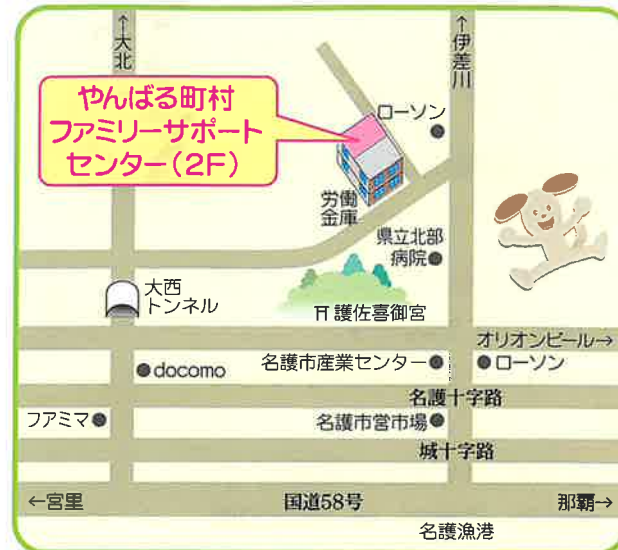 ↑大北
↑伊差川
やんばる町村
ファミリーサポート
センター(2F)
ローソン
労働
金庫
県立北部
病院
大西
トンネル
护佐喜御宮
オリオンビール→
docomo
名護市産業センター
ローソン
名護十字路
フアミマ
名護市営市場
城十字路
←宮里
国道58号
那覇→
名護漁港